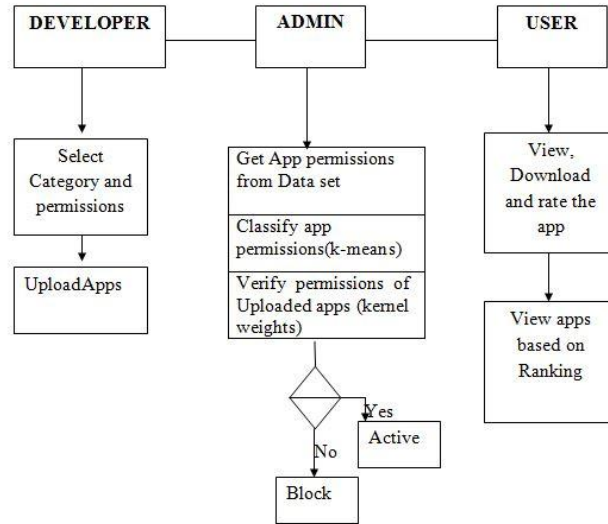 DEVELOPER
ADMIN
USER
Select
Category and
permissions
UploadApps
Get App permissions
from Data set
Classify app
permissions(k-means)
Verify permissions of
Uploaded apps (kernel
weights)
Yes
Active
No
Block
View,
Download
and rate the
app
View apps
based on
Ranking